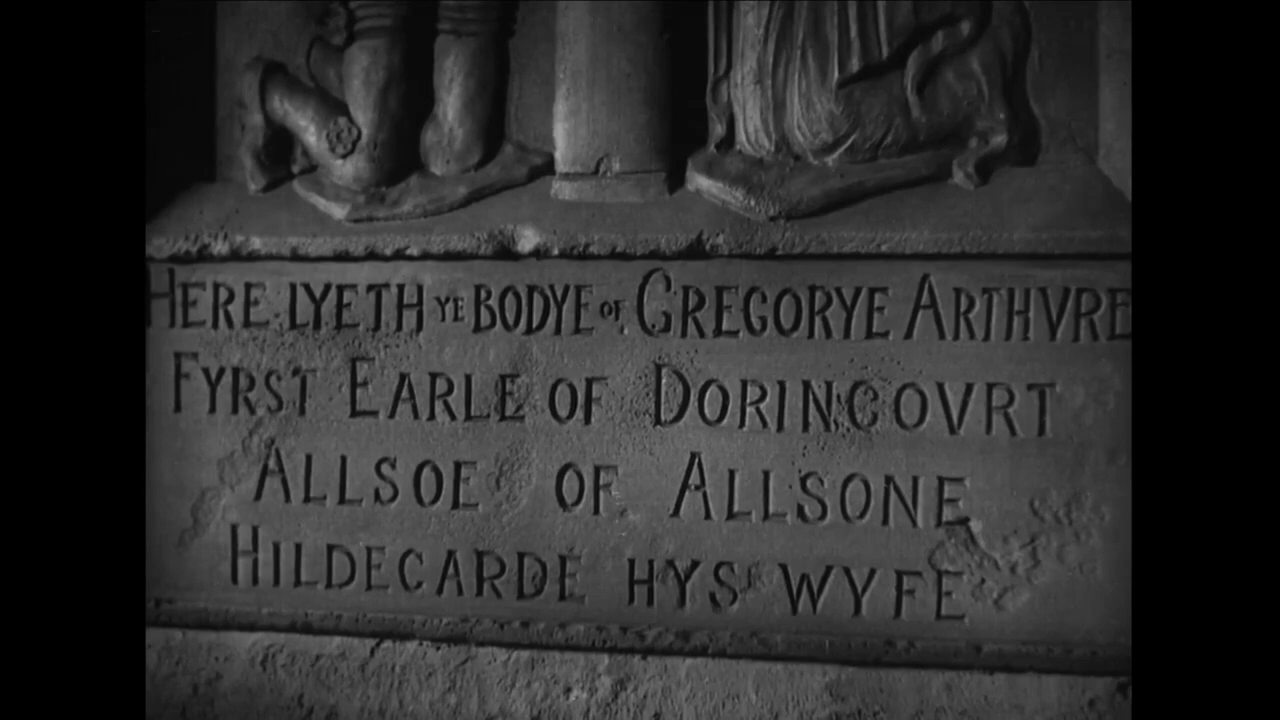 HERE LYETH YE BODYE OF GREGORYE ARTHVRE
FYRST EARLE OF DORINCOVRT
ALLSOE OF ALLSONE
HILDECARDE HYS WYFE